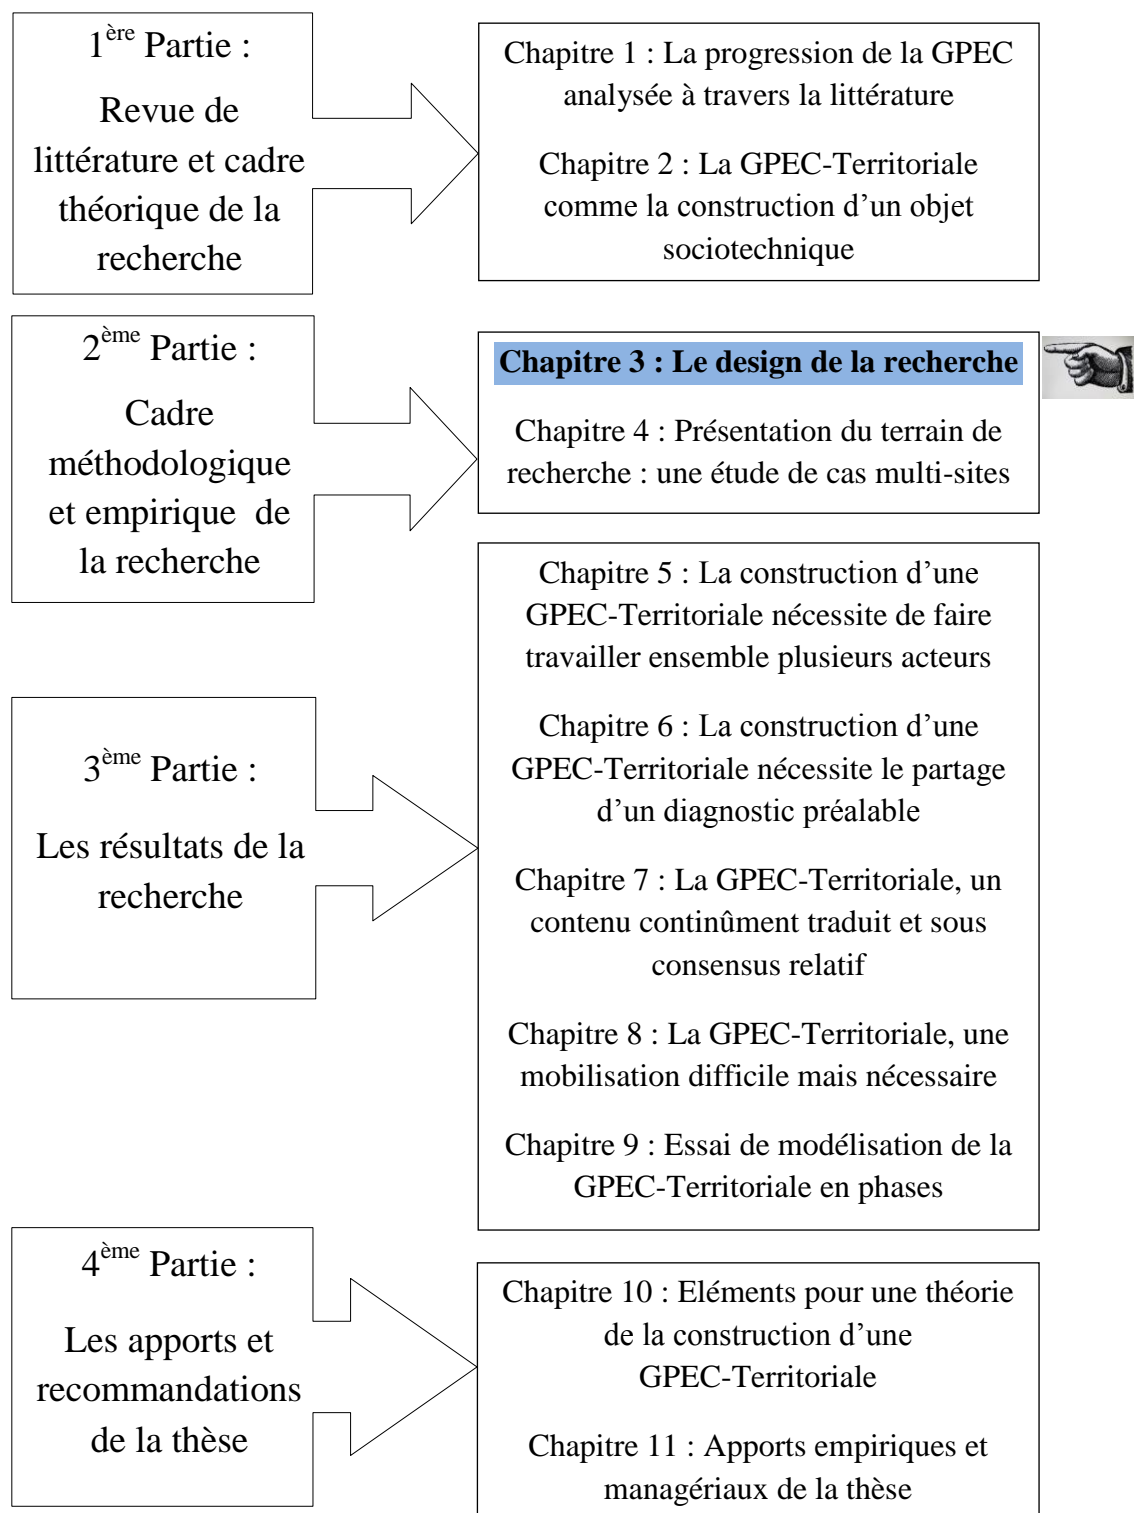 1ère Partie :
Revue de
littérature et cadre
théorique de la
recherche
Chapitre 1 : La progression de la GPEC
analysée à travers la littérature
Chapitre 2 : La GPEC-Territoriale
comme la construction d’un objet
sociotechnique
2ème Partie :
Cadre
méthodologique
et empirique de
la recherche
Chapitre 3 : Le design de la recherche
Chapitre 4 : Présentation du terrain de
recherche : une étude de cas multi-sites
3ème Partie :
Les résultats de la
recherche
Chapitre 5 : La construction d’une
GPEC-Territoriale nécessite de faire
travailler ensemble plusieurs acteurs
Chapitre 6 : La construction d’une
GPEC-Territoriale nécessite le partage
d’un diagnostic préalable
Chapitre 7 : La GPEC-Territoriale, un
contenu continûment traduit et sous
consensus relatif
Chapitre 8 : La GPEC-Territoriale, une
mobilisation difficile mais nécessaire
Chapitre 9 : Essai de modélisation de la
GPEC-Territoriale en phases
4ème Partie :
Les apports et
recommandations
de la thèse
Chapitre 10 : Eléments pour une théorie
de la construction d’une
GPEC-Territoriale
Chapitre 11 : Apports empiriques et
managériaux de la thèse